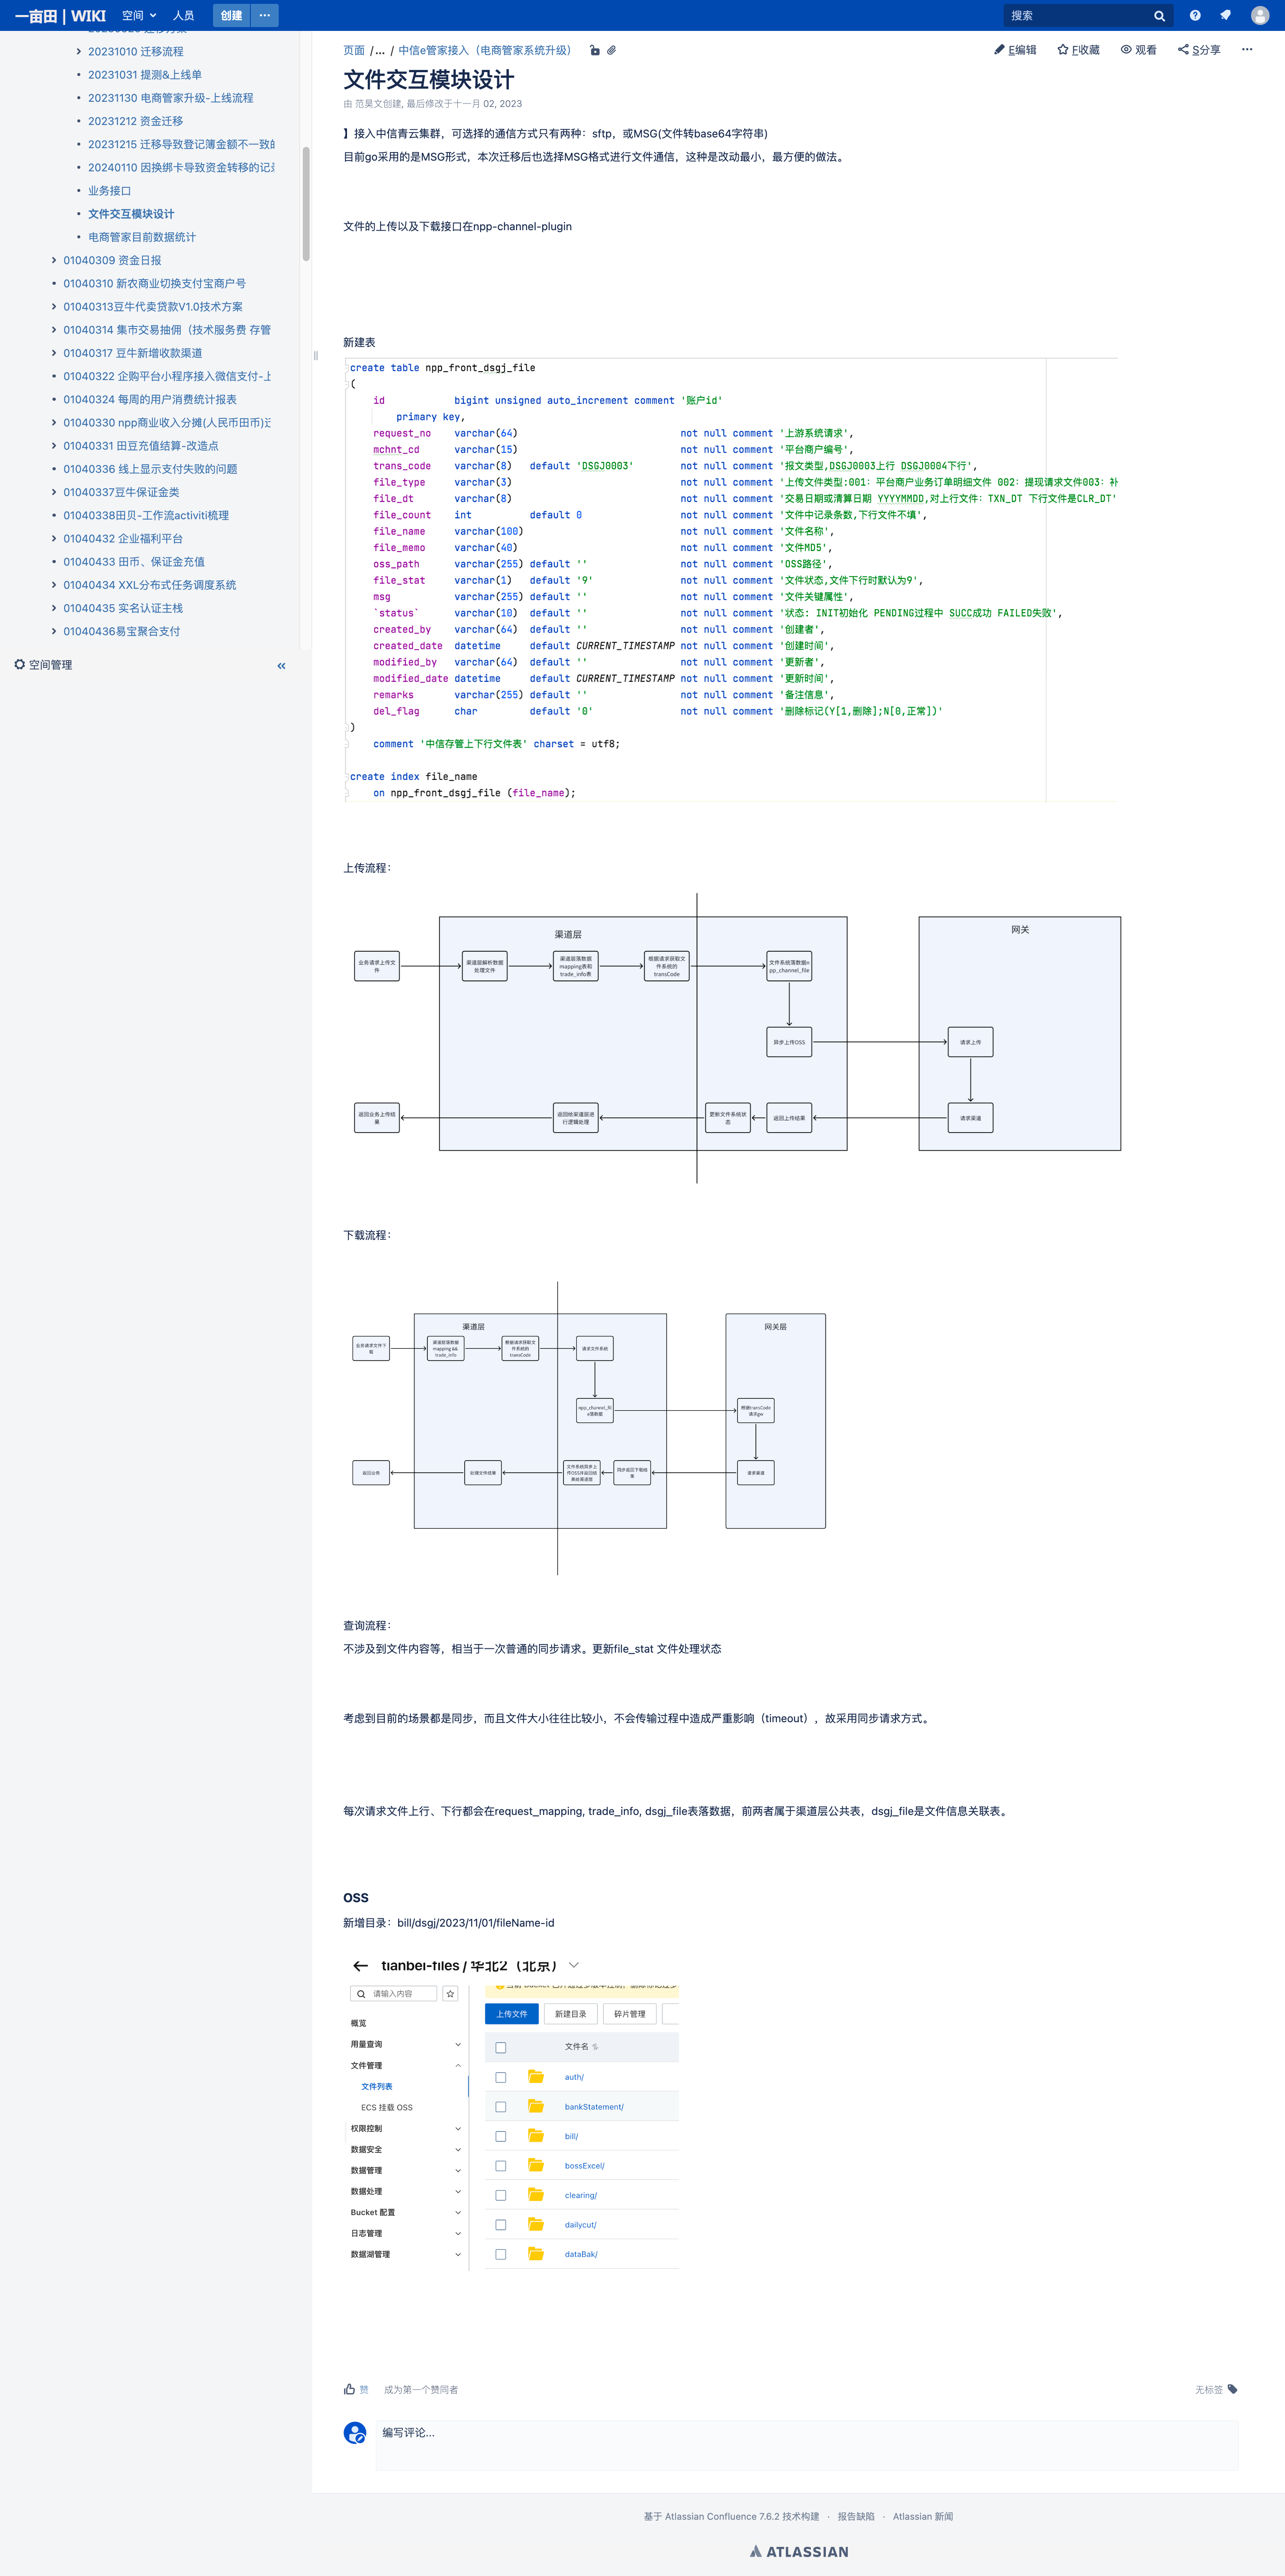 一亩田 | WIKI 空间 人员 创建 ··· 搜索
20231010 迁移流程
20231031 提测&上线单
20231130 电商管家升级-上线流程
20231212 资金迁移
20231215 迁移导致登记簿金额不一致的
20240110 因换绑卡导致资金转移的记录
业务接口
文件交互模块设计
电商管家目前数据统计
01040309 资金日报
01040310 新农商业切换支付宝商户号
01040313豆牛代卖贷款V1.0技术方案
01040314 集市交易抽佣（技术服务费 存管
01040317 豆牛新增收款渠道
01040322 企购平台小程序接入微信支付-上
01040324 每周的用户消费统计报表
01040330 npp商业收入分摊(人民币田币)迁
01040331 田豆充值结算-改造点
01040336 线上显示支付失败的问题
01040337豆牛保证金类
01040338田贝-工作流activiti梳理
01040432 企业福利平台
01040433 田币、保证金充值
01040434 XXL分布式任务调度系统
01040435 实名认证主栈
01040436易宝聚合支付
空间管理 «
页面 /... / 中信e管家接入（电商管家系统升级）
E编辑 F收藏 观看 S分享 ···
文件交互模块设计
由 范昊文创建, 最后修改于十一月 02, 2023
】接入中信青云集群，可选择的通信方式只有两种：sftp，或MSG(文件转base64字符串)
目前go采用的是MSG形式，本次迁移后也选择MSG格式进行文件通信，这种是改动最小，最方便的做法。
文件的上传以及下载接口在npp-channel-plugin
新建表
create table npp_front_dsgj_file
(
id bigint unsigned auto_increment comment '账户id'
primary key,
request_no varchar(64) not null comment '上游系统请求',
mchnt_cd varchar(15) not null comment '平台商户编号',
trans_code varchar(8) default 'DSGJ0003' not null comment '报文类型,DSGJ0003上行 DSGJ0004下行',
file_type varchar(3) not null comment '上传文件类型:001：平台商户业务订单明细文件 002：提现请求文件003：补
file_dt varchar(8) not null comment '交易日期或清算日期 YYYYMMDD,对上行文件：TXN_DT 下行文件是CLR_DT'
file_count int default 0 not null comment '文件中记录条数,下行文件不填',
file_name varchar(100) not null comment '文件名称',
file_memo varchar(40) not null comment '文件MD5',
oss_path varchar(255) default '' not null comment 'OSS路径',
file_stat varchar(1) default '9' not null comment '文件状态,文件下行时默认为9',
msg varchar(255) default '' not null comment '文件关键属性',
`status` varchar(10) default '' not null comment '状态: INIT初始化 PENDING过程中 SUCC成功 FAILED失败',
created_by varchar(64) default '' not null comment '创建者',
created_date datetime default CURRENT_TIMESTAMP not null comment '创建时间',
modified_by varchar(64) default '' not null comment '更新者',
modified_date datetime default CURRENT_TIMESTAMP not null comment '更新时间',
remarks varchar(255) default '' not null comment '备注信息',
del_flag char default '0' not null comment '删除标记(Y[1,删除];N[0,正常])'
)
comment '中信存管上下行文件表' charset = utf8;
create index file_name
on npp_front_dsgj_file (file_name);
上传流程：
渠道层
网关
业务请求上传文
件
渠道层解析数据
处理文件
渠道层落数据
mapping表和
trade_info表
根据请求获取文
件系统的
transCode
文件系统落数据n
pp_channel_file
异步上传OSS
请求上传
返回业务上传结
果
返回给渠道层进
行逻辑处理
更新文件系统状
态
返回上传结果
请求渠道
下载流程：
渠道层
网关层
业务请求文件下
载
渠道层落数据
mapping &&
trade_info
根据请求获取文
件系统的
transCode
请求文件系统
npp_channel_fil
e落数据
根据transCode
请求gw
返回业务
处理文件结果
文件系统异步上
传OSS并返回结
果给渠道层
同步返回下载结
果
请求渠道
查询流程：
不涉及到文件内容等，相当于一次普通的同步请求。更新file_stat 文件处理状态
考虑到目前的场景都是同步，而且文件大小往往比较小，不会传输过程中造成严重影响（timeout），故采用同步请求方式。
每次请求文件上行、下行都会在request_mapping, trade_info, dsgj_file表落数据，前两者属于渠道层公共表，dsgj_file是文件信息关联表。
OSS
新增目录：bill/dsgj/2023/11/01/fileName-id
tianbei-files / 华北2（北京）
请输入内容
概览
用量查询
文件管理
文件列表
ECS 挂载 OSS
权限控制
数据安全
数据管理
数据处理
Bucket 配置
日志管理
数据湖管理
上传文件 新建目录 碎片管理
文件名
auth/
bankStatement/
bill/
bossExcel/
clearing/
dailycut/
dataBak/
赞 成为第一个赞同者 无标签
编写评论...
基于 Atlassian Confluence 7.6.2 技术构建 · 报告缺陷 · Atlassian 新闻
ATLASSIAN